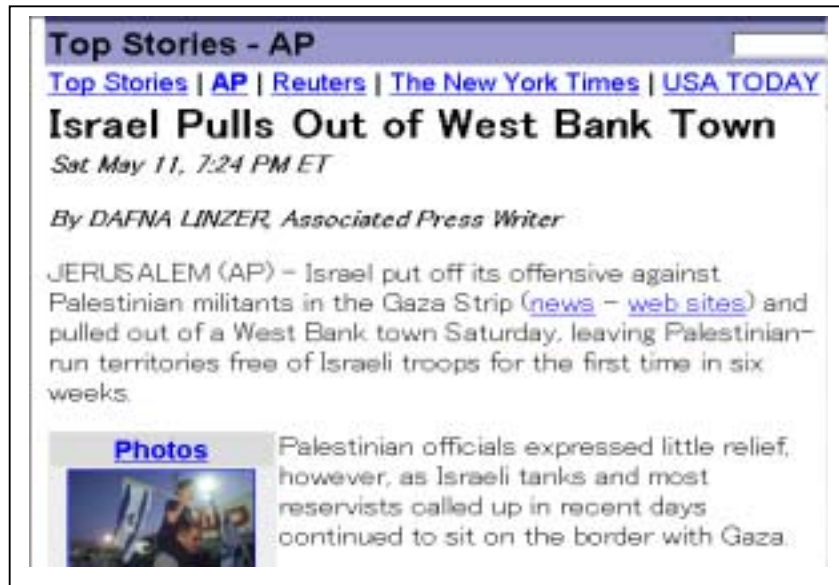 Top Stories - AP
Top Stories | AP | Reuters | The New York Times | USA TODAY
Israel Pulls Out of West Bank Town
Sat May 11, 7:24 PM ET
By DAFNA LINZER, Associated Press Writer
JERUSALEM (AP) - Israel put off its offensive against
Palestinian militants in the Gaza Strip (news - web sites) and
pulled out of a West Bank town Saturday, leaving Palestinian-
run territories free of Israeli troops for the first time in six
weeks.
Photos
Palestinian officials expressed little relief,
however, as Israeli tanks and most
reservists called up in recent days
continued to sit on the border with Gaza.